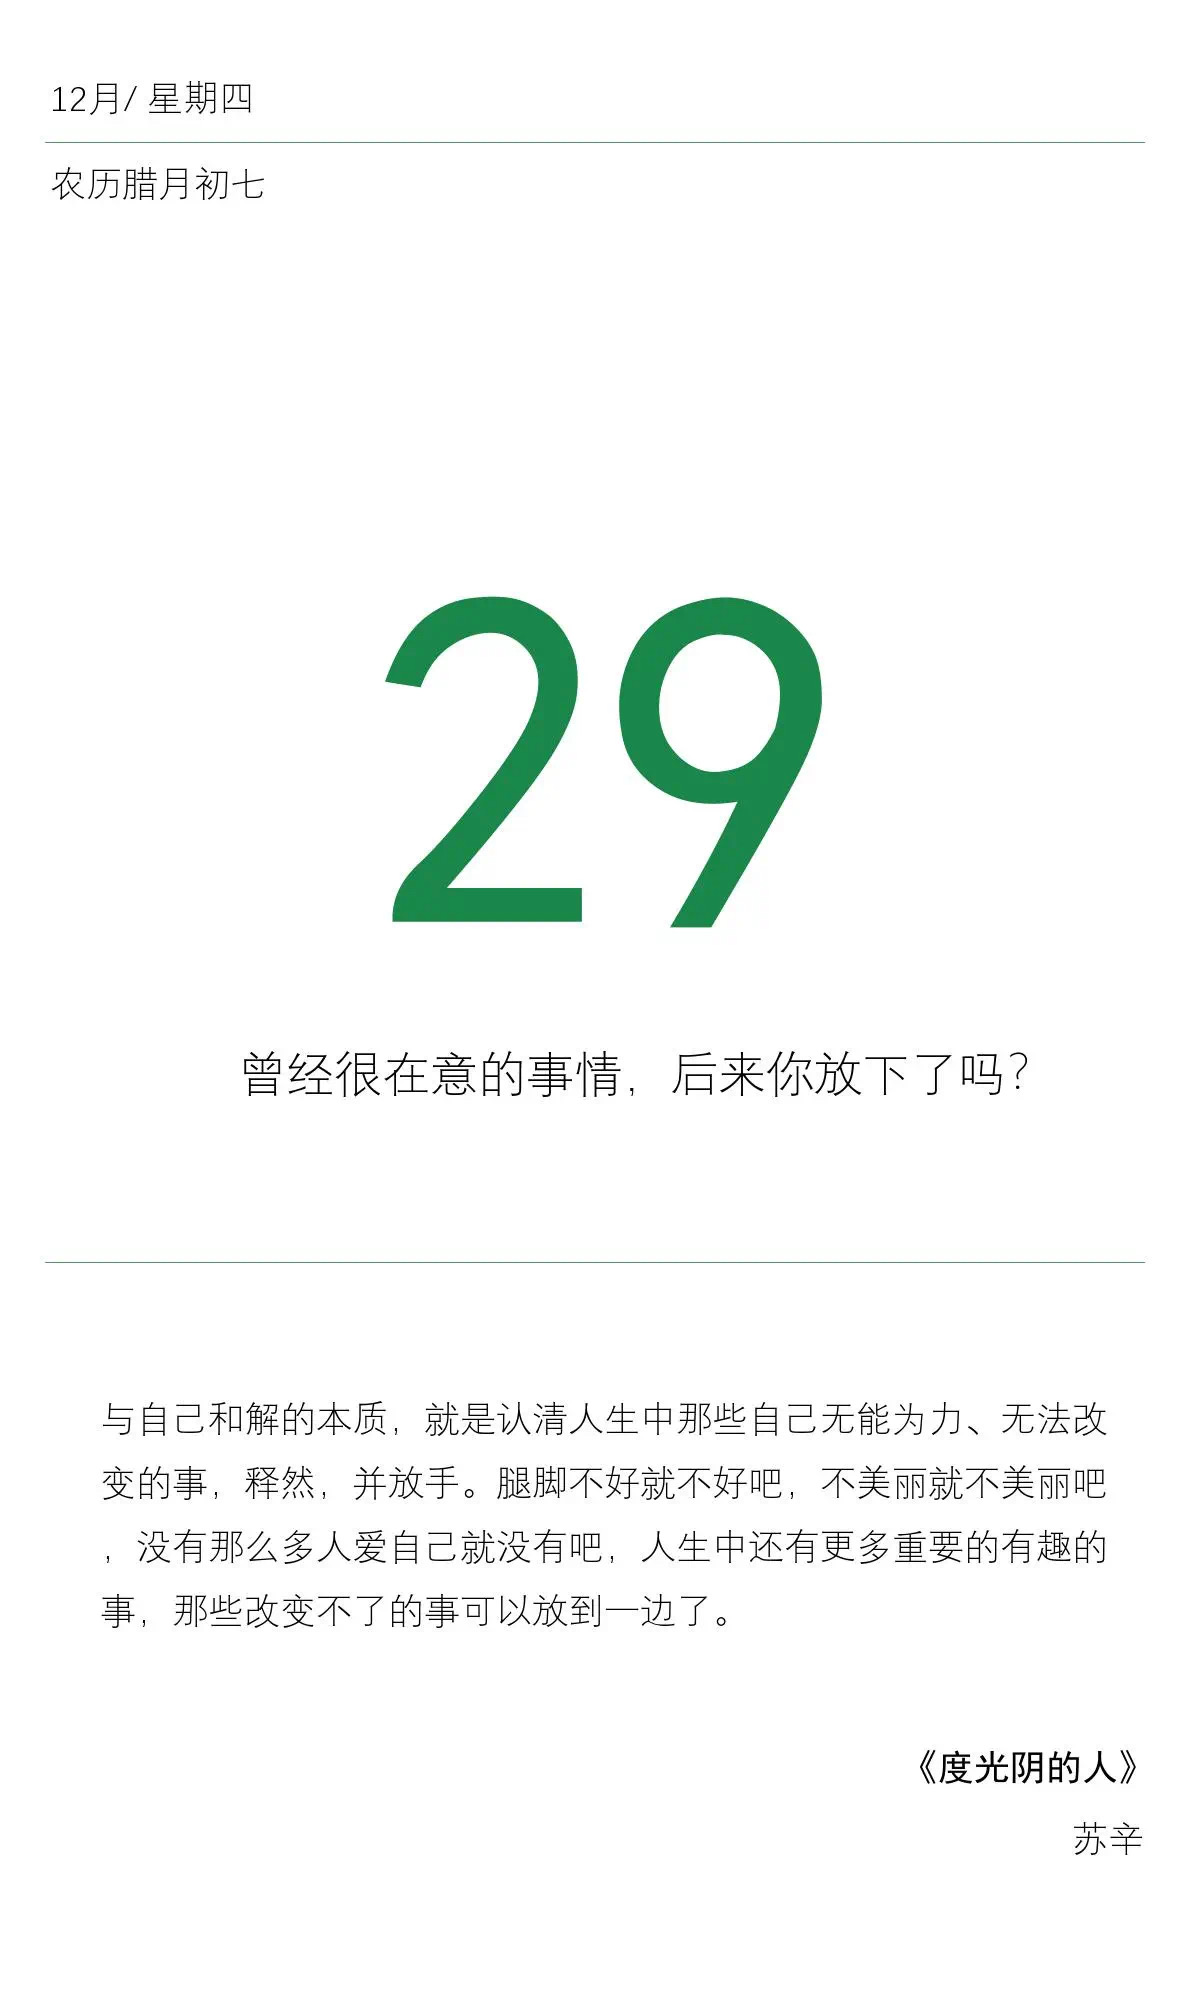 12月/ 星期四
农历腊月初七
29
曾经很在意的事情，后来你放下了吗？
与自己和解的本质，就是认清人生中那些自己无能为力、无法改
变的事，释然，并放手。腿脚不好就不好吧，不美丽就不美丽吧
，没有那么多人爱自己就没有吧，人生中还有更多重要的有趣的
事，那些改变不了的事可以放到一边了。
《度光阴的人》
苏辛